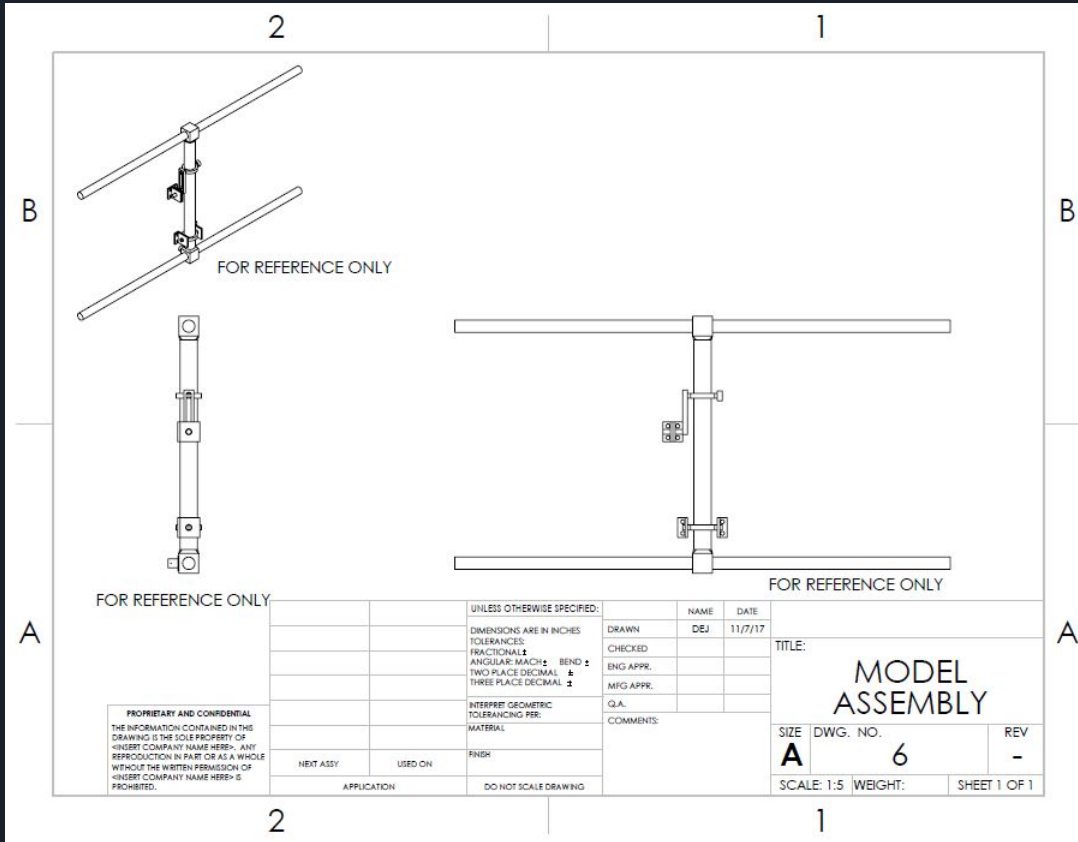 2
1
B
B
FOR REFERENCE ONLY
FOR REFERENCE ONLY
FOR REFERENCE ONLY
A
A
PROPRIETARY AND CONFIDENTIAL
THE INFORMATION CONTAINED IN THIS
DRAWING IS THE SOLE PROPERTY OF
<INSERT COMPANY NAME HERE>. ANY
REPRODUCTION IN PART OR AS A WHOLE
WITHOUT THE WRITTEN PERMISSION OF
<INSERT COMPANY NAME HERE> IS
PROHIBITED.
NEXT ASSY
USED ON
APPLICATION
UNLESS OTHERWISE SPECIFIED:
DIMENSIONS ARE IN INCHES
TOLERANCES:
FRACTIONAL±
ANGULAR: MACH± BEND ±
TWO PLACE DECIMAL ±
THREE PLACE DECIMAL ±
INTERPRET GEOMETRIC
TOLERANCING PER:
MATERIAL
FINISH
DO NOT SCALE DRAWING
NAME DATE
DRAWN DEJ 11/7/17
CHECKED
ENG APPR.
MFG APPR.
Q.A.
COMMENTS:
TITLE:
MODEL
ASSEMBLY
SIZE DWG. NO. REV
A 6 -
SCALE: 1:5 WEIGHT: SHEET 1 OF 1
2
1